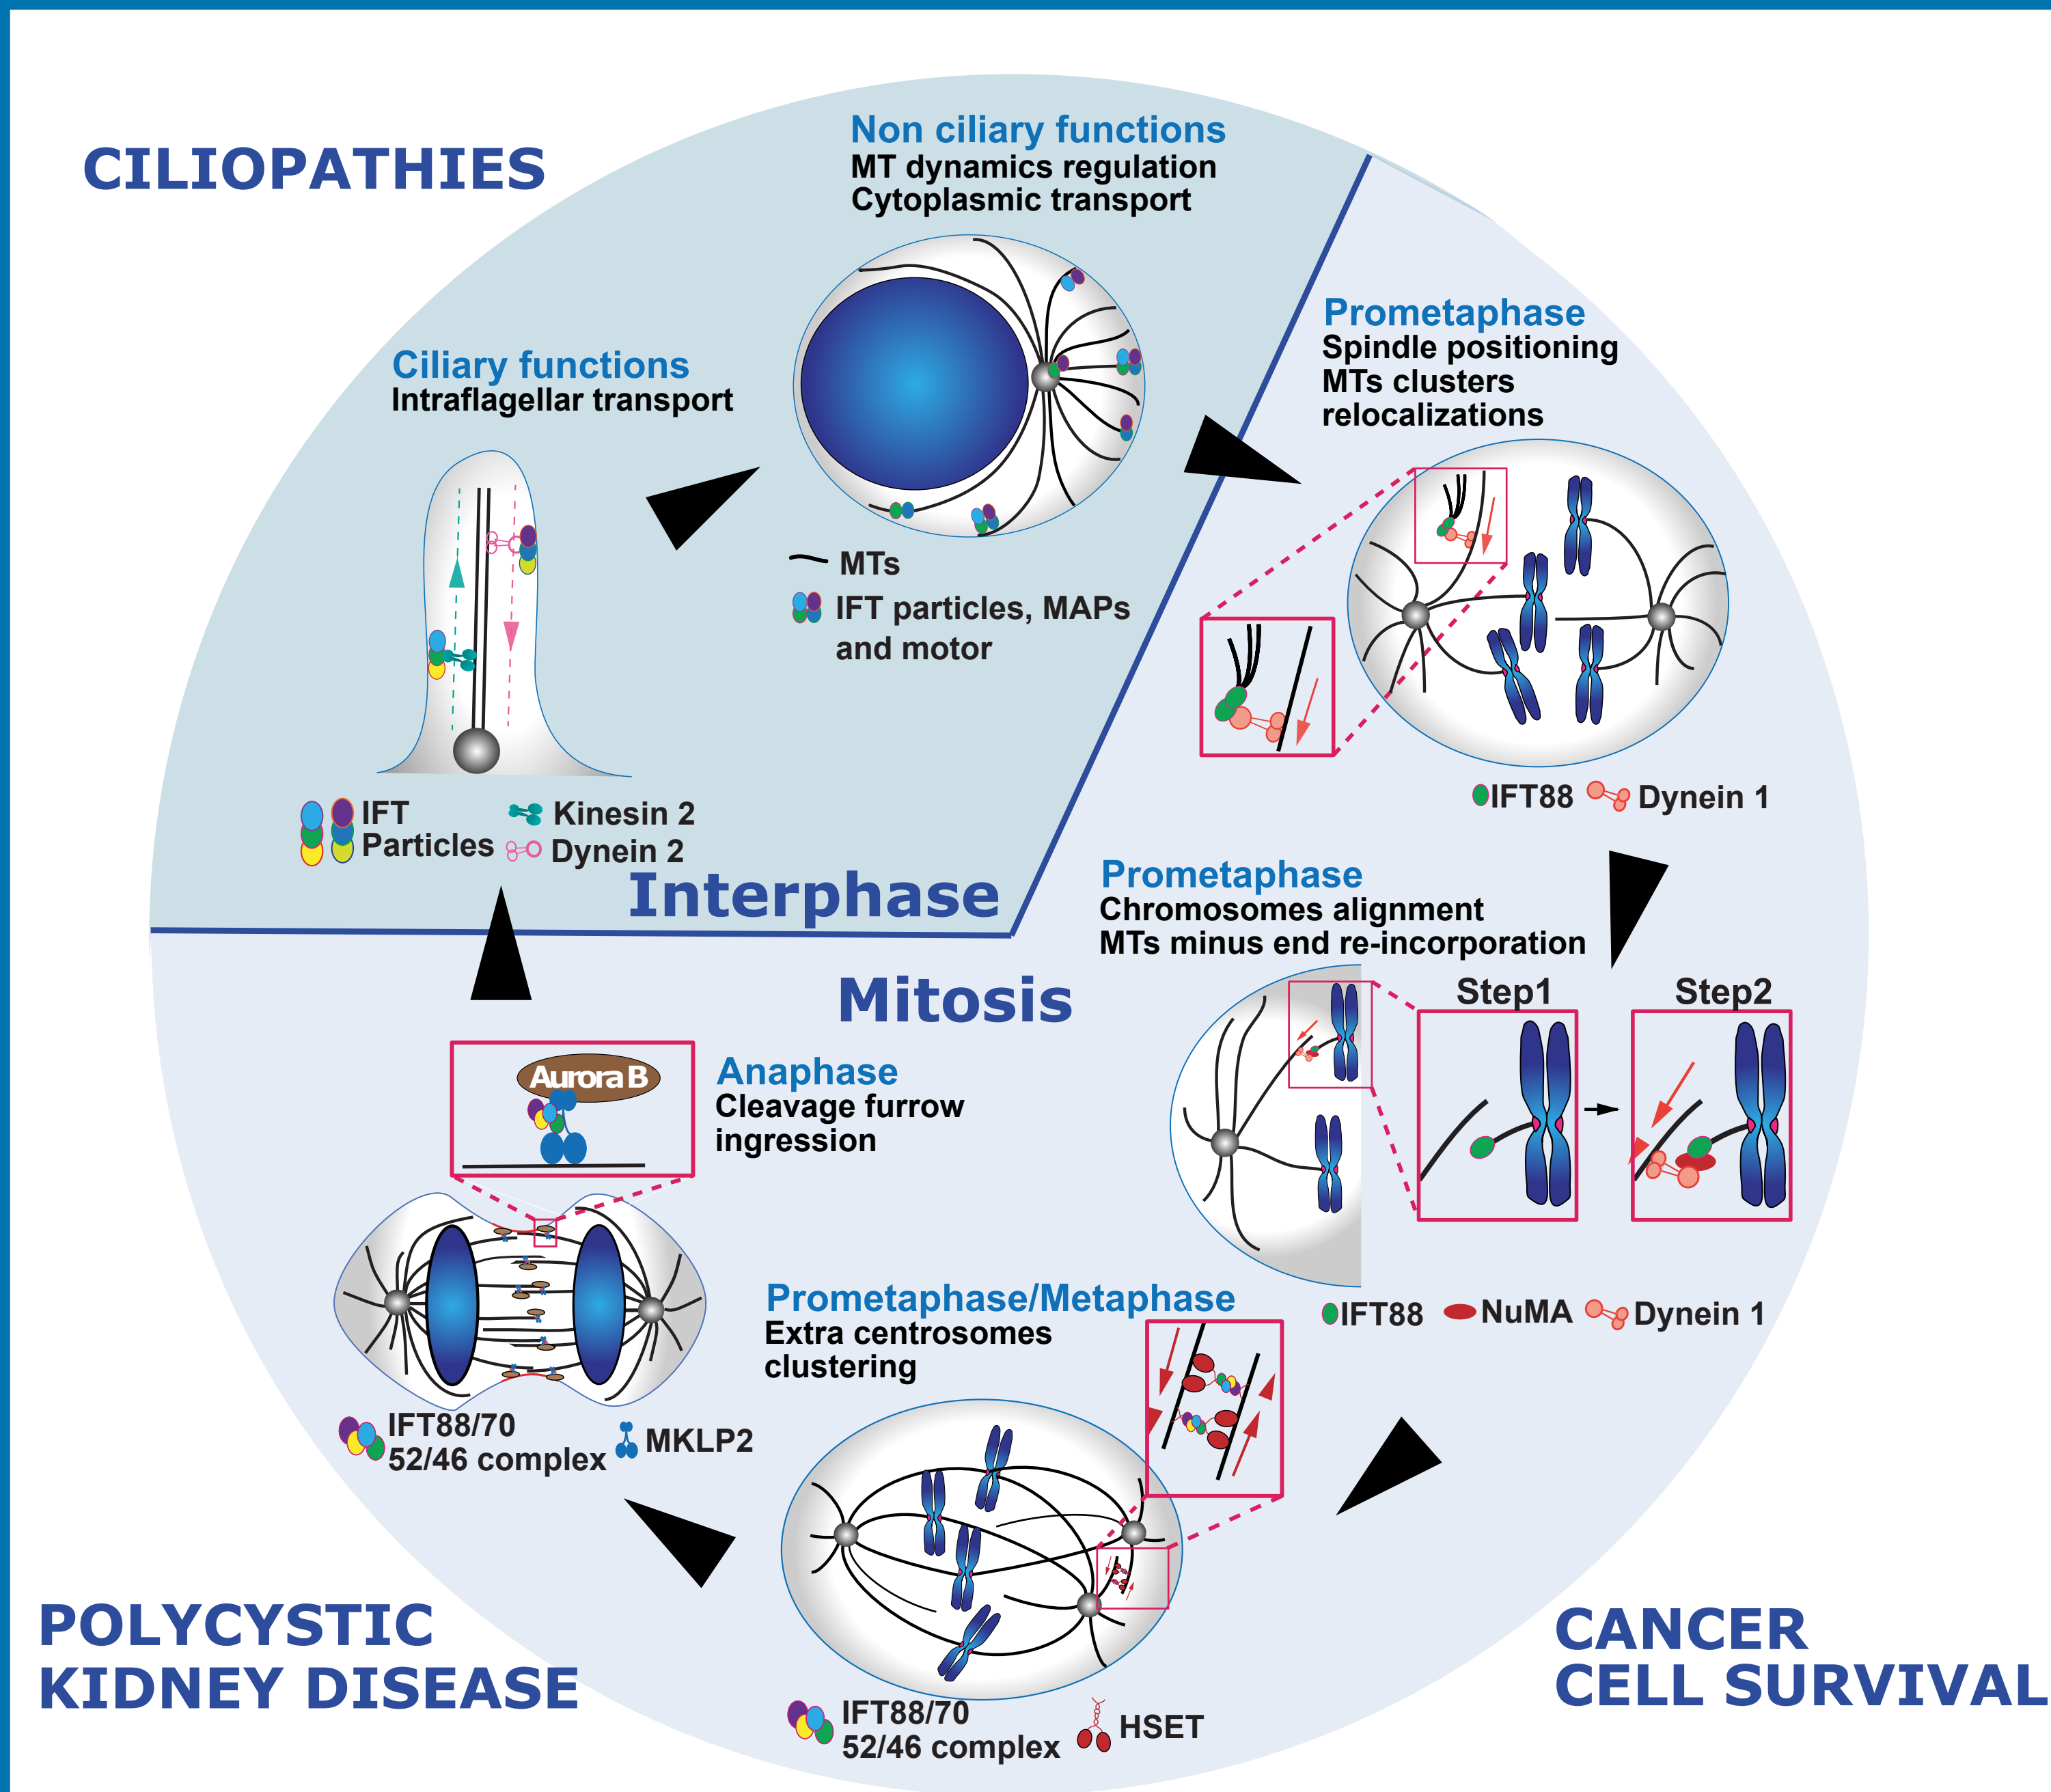 CILIOPATHIES
Non ciliary functions
MT dynamics regulation
Cytoplasmic transport
Ciliary functions
Intraflagellar transport
MTs
IFT particles, MAPs
and motor
IFT
Particles
Kinesin 2
Dynein 2
Interphase
Prometaphase
Spindle positioning
MTs clusters
relocalizations
IFT88
Dynein 1
Mitosis
Prometaphase
Chromosomes alignment
MTs minus end re-incorporation
Step1
Step2
IFT88
NuMA
Dynein 1
Prometaphase/Metaphase
Extra centrosomes
clustering
IFT88/70
52/46 complex
HSET
Anaphase
Cleavage furrow
ingression
Aurora B
IFT88/70
52/46 complex
MKLP2
POLYCYSTIC
KIDNEY DISEASE
CANCER
CELL SURVIVAL